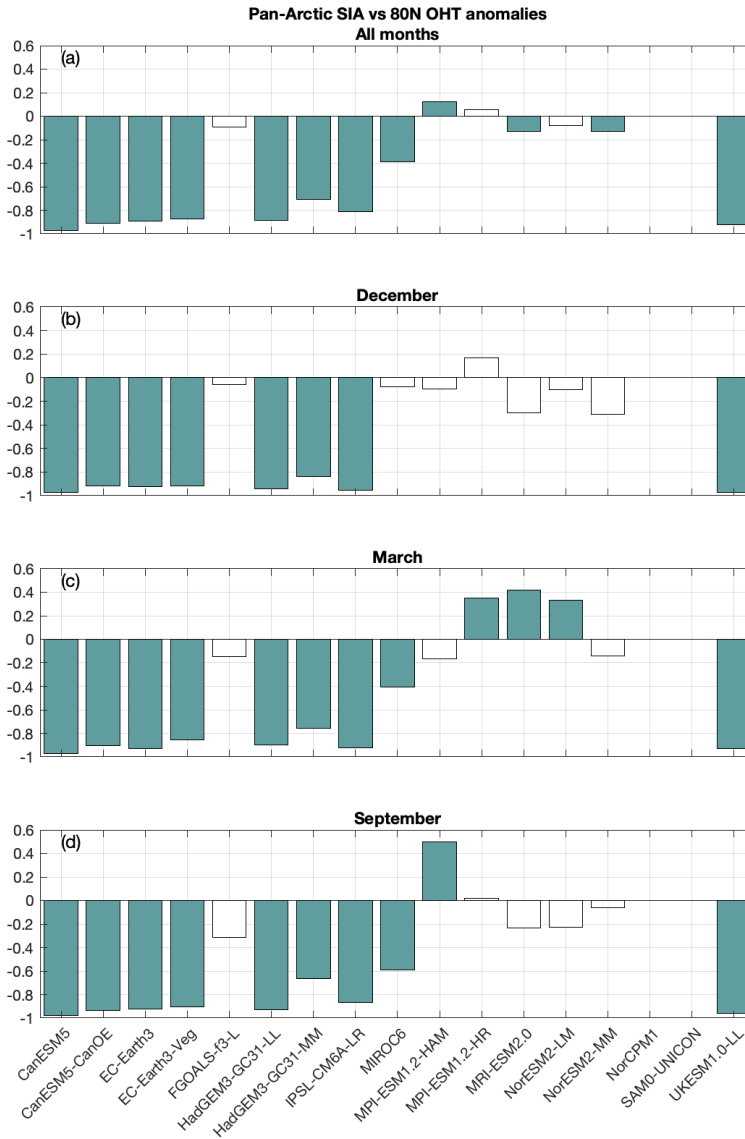 Pan-Arctic SIA vs 80N OHT anomalies
All months
(a)
0.6
0.4
0.2
0
-0.2
-0.4
-0.6
-0.8
-1
December
(b)
0.6
0.4
0.2
0
-0.2
-0.4
-0.6
-0.8
-1
March
(c)
0.6
0.4
0.2
0
-0.2
-0.4
-0.6
-0.8
-1
September
(d)
0.6
0.4
0.2
0
-0.2
-0.4
-0.6
-0.8
-1
CanESM5
CanESM5-CanOE
EC-Earth3
EC-Earth3-Veg
FGOALS-f3-L
HadGEM3-GC31-LL
HadGEM3-GC31-MM
IPSL-CM6A-LR
MIROC6
MPI-ESM1.2-HAM
MPI-ESM1.2-HR
MRI-ESM2.0
NorESM2-LM
NorESM2-MM
NorCPM1
SAM0-UNICON
UKESM1.0-LL